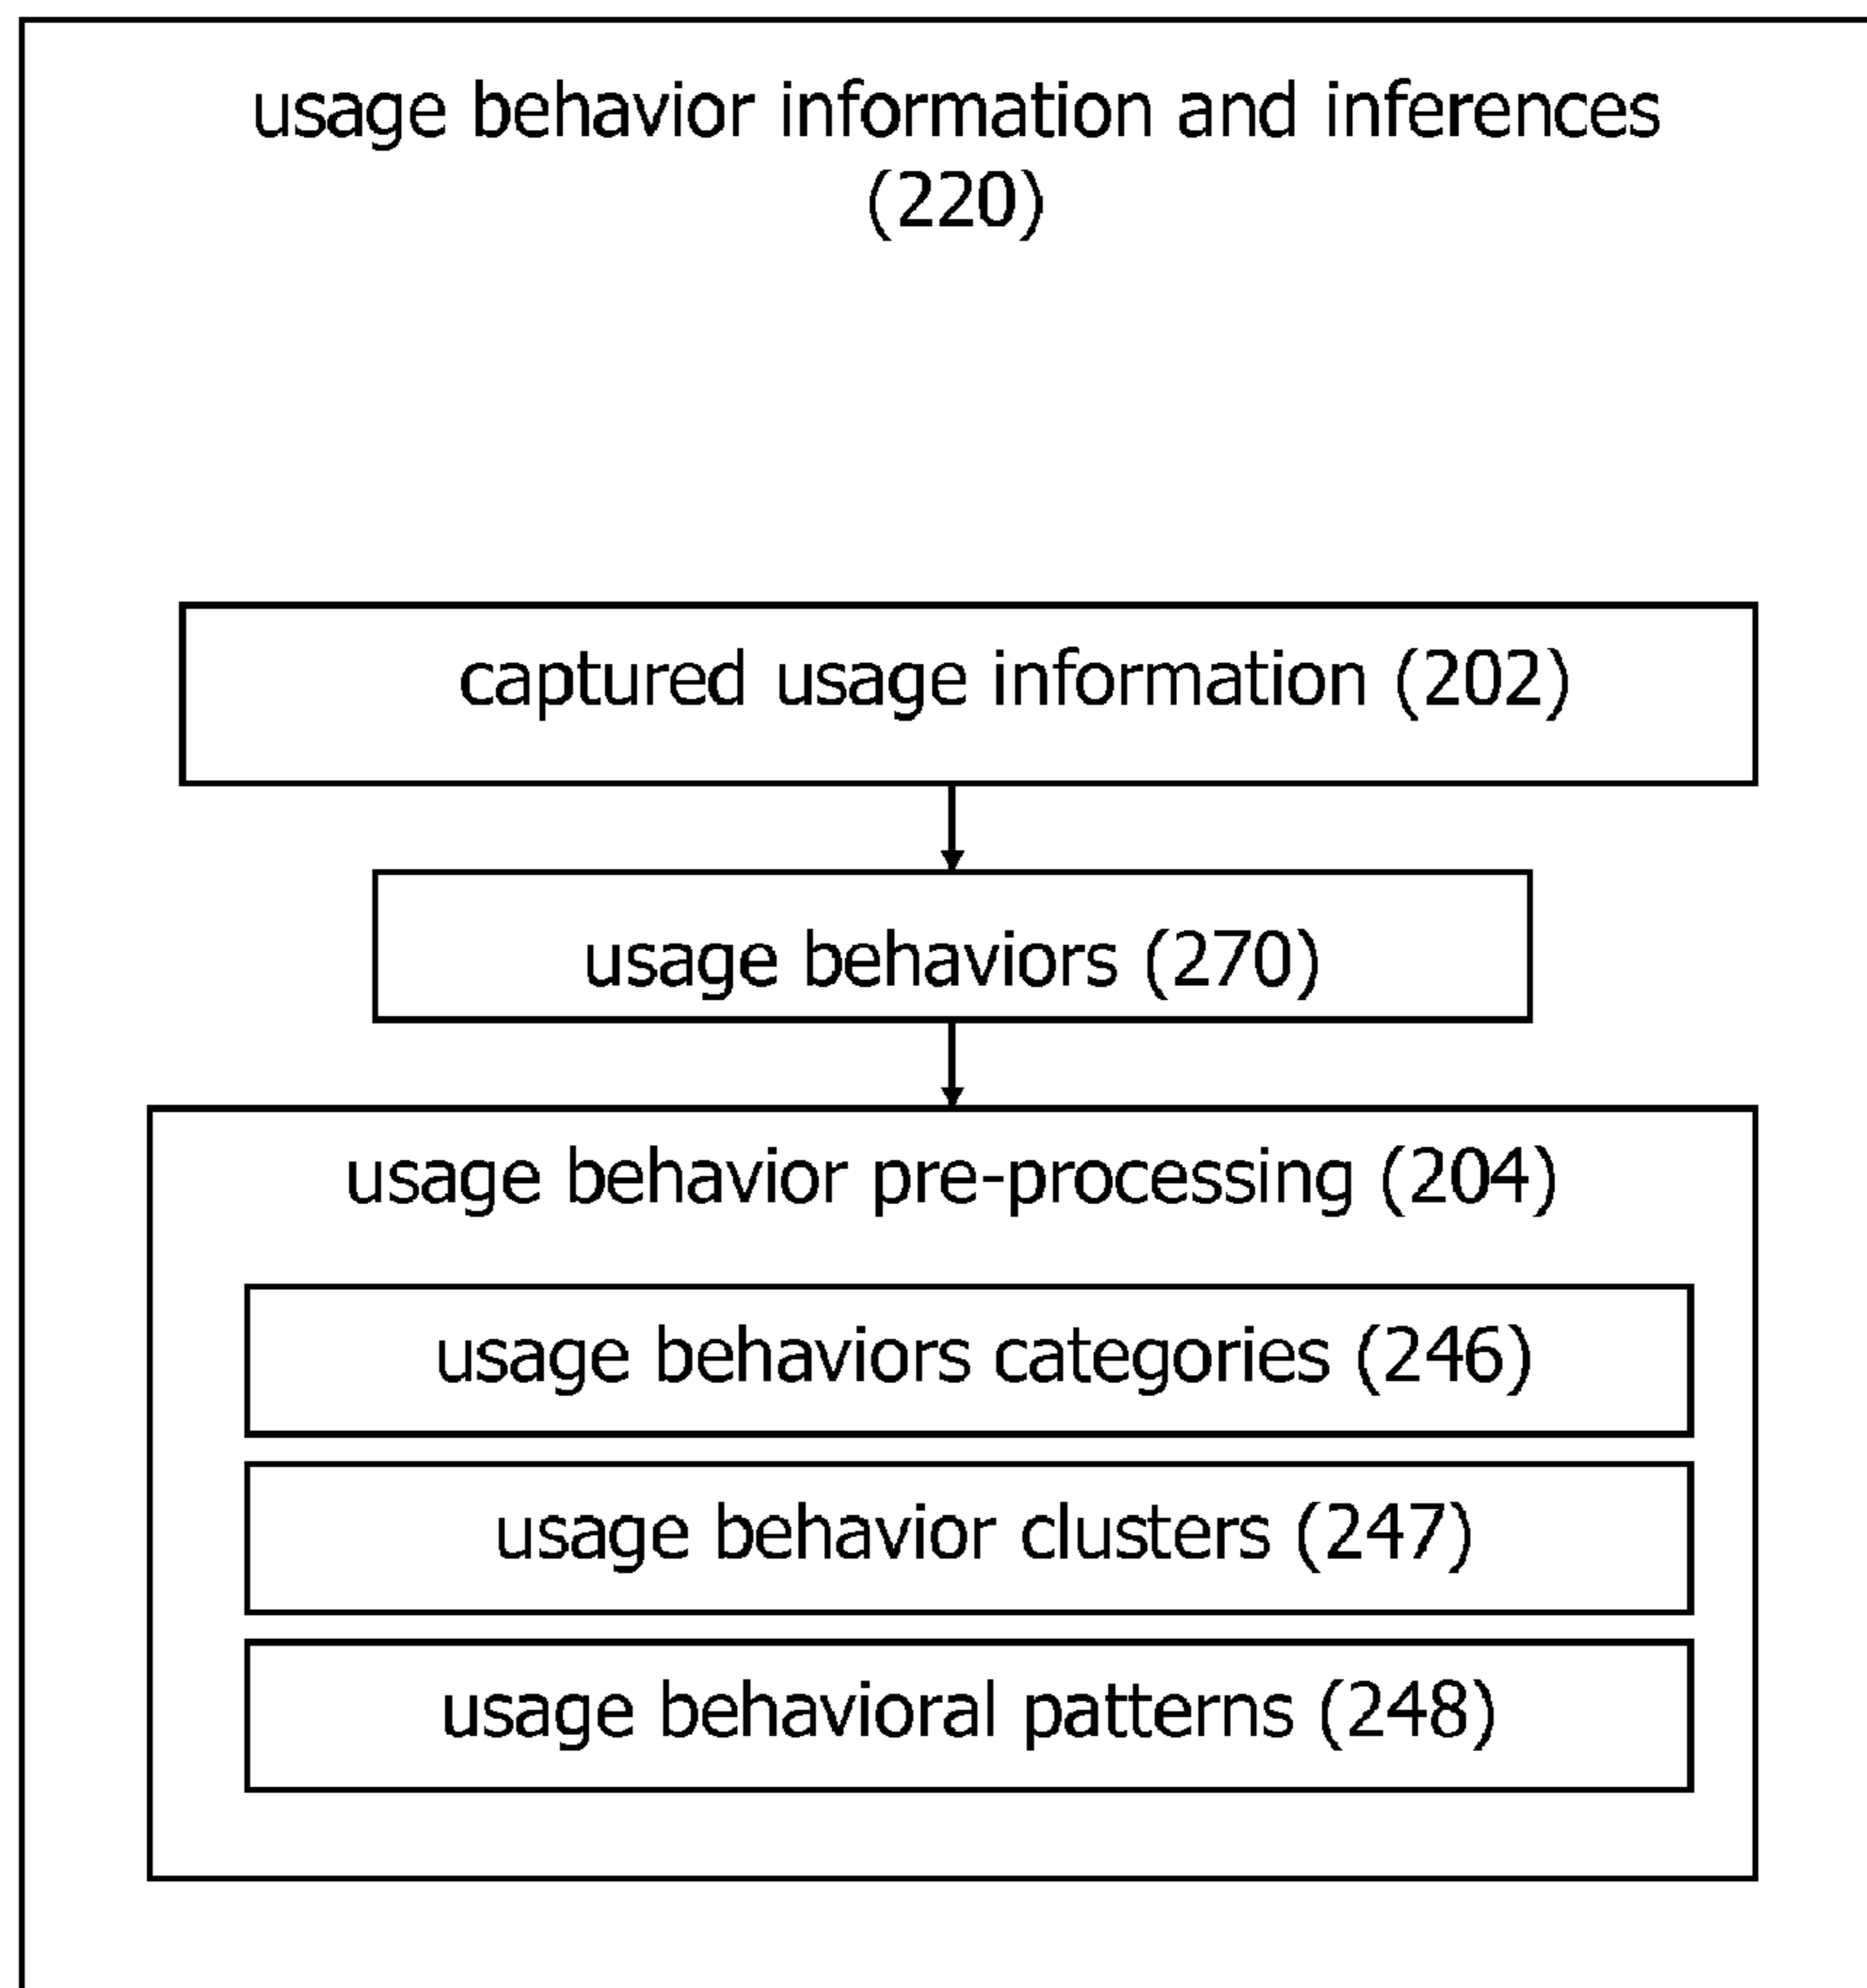 usage behavior information and inferences
(220)
captured usage information (202)
usage behaviors (270)
usage behavior pre-processing (204)
usage behaviors categories (246)
usage behavior clusters (247)
usage behavioral patterns (248)